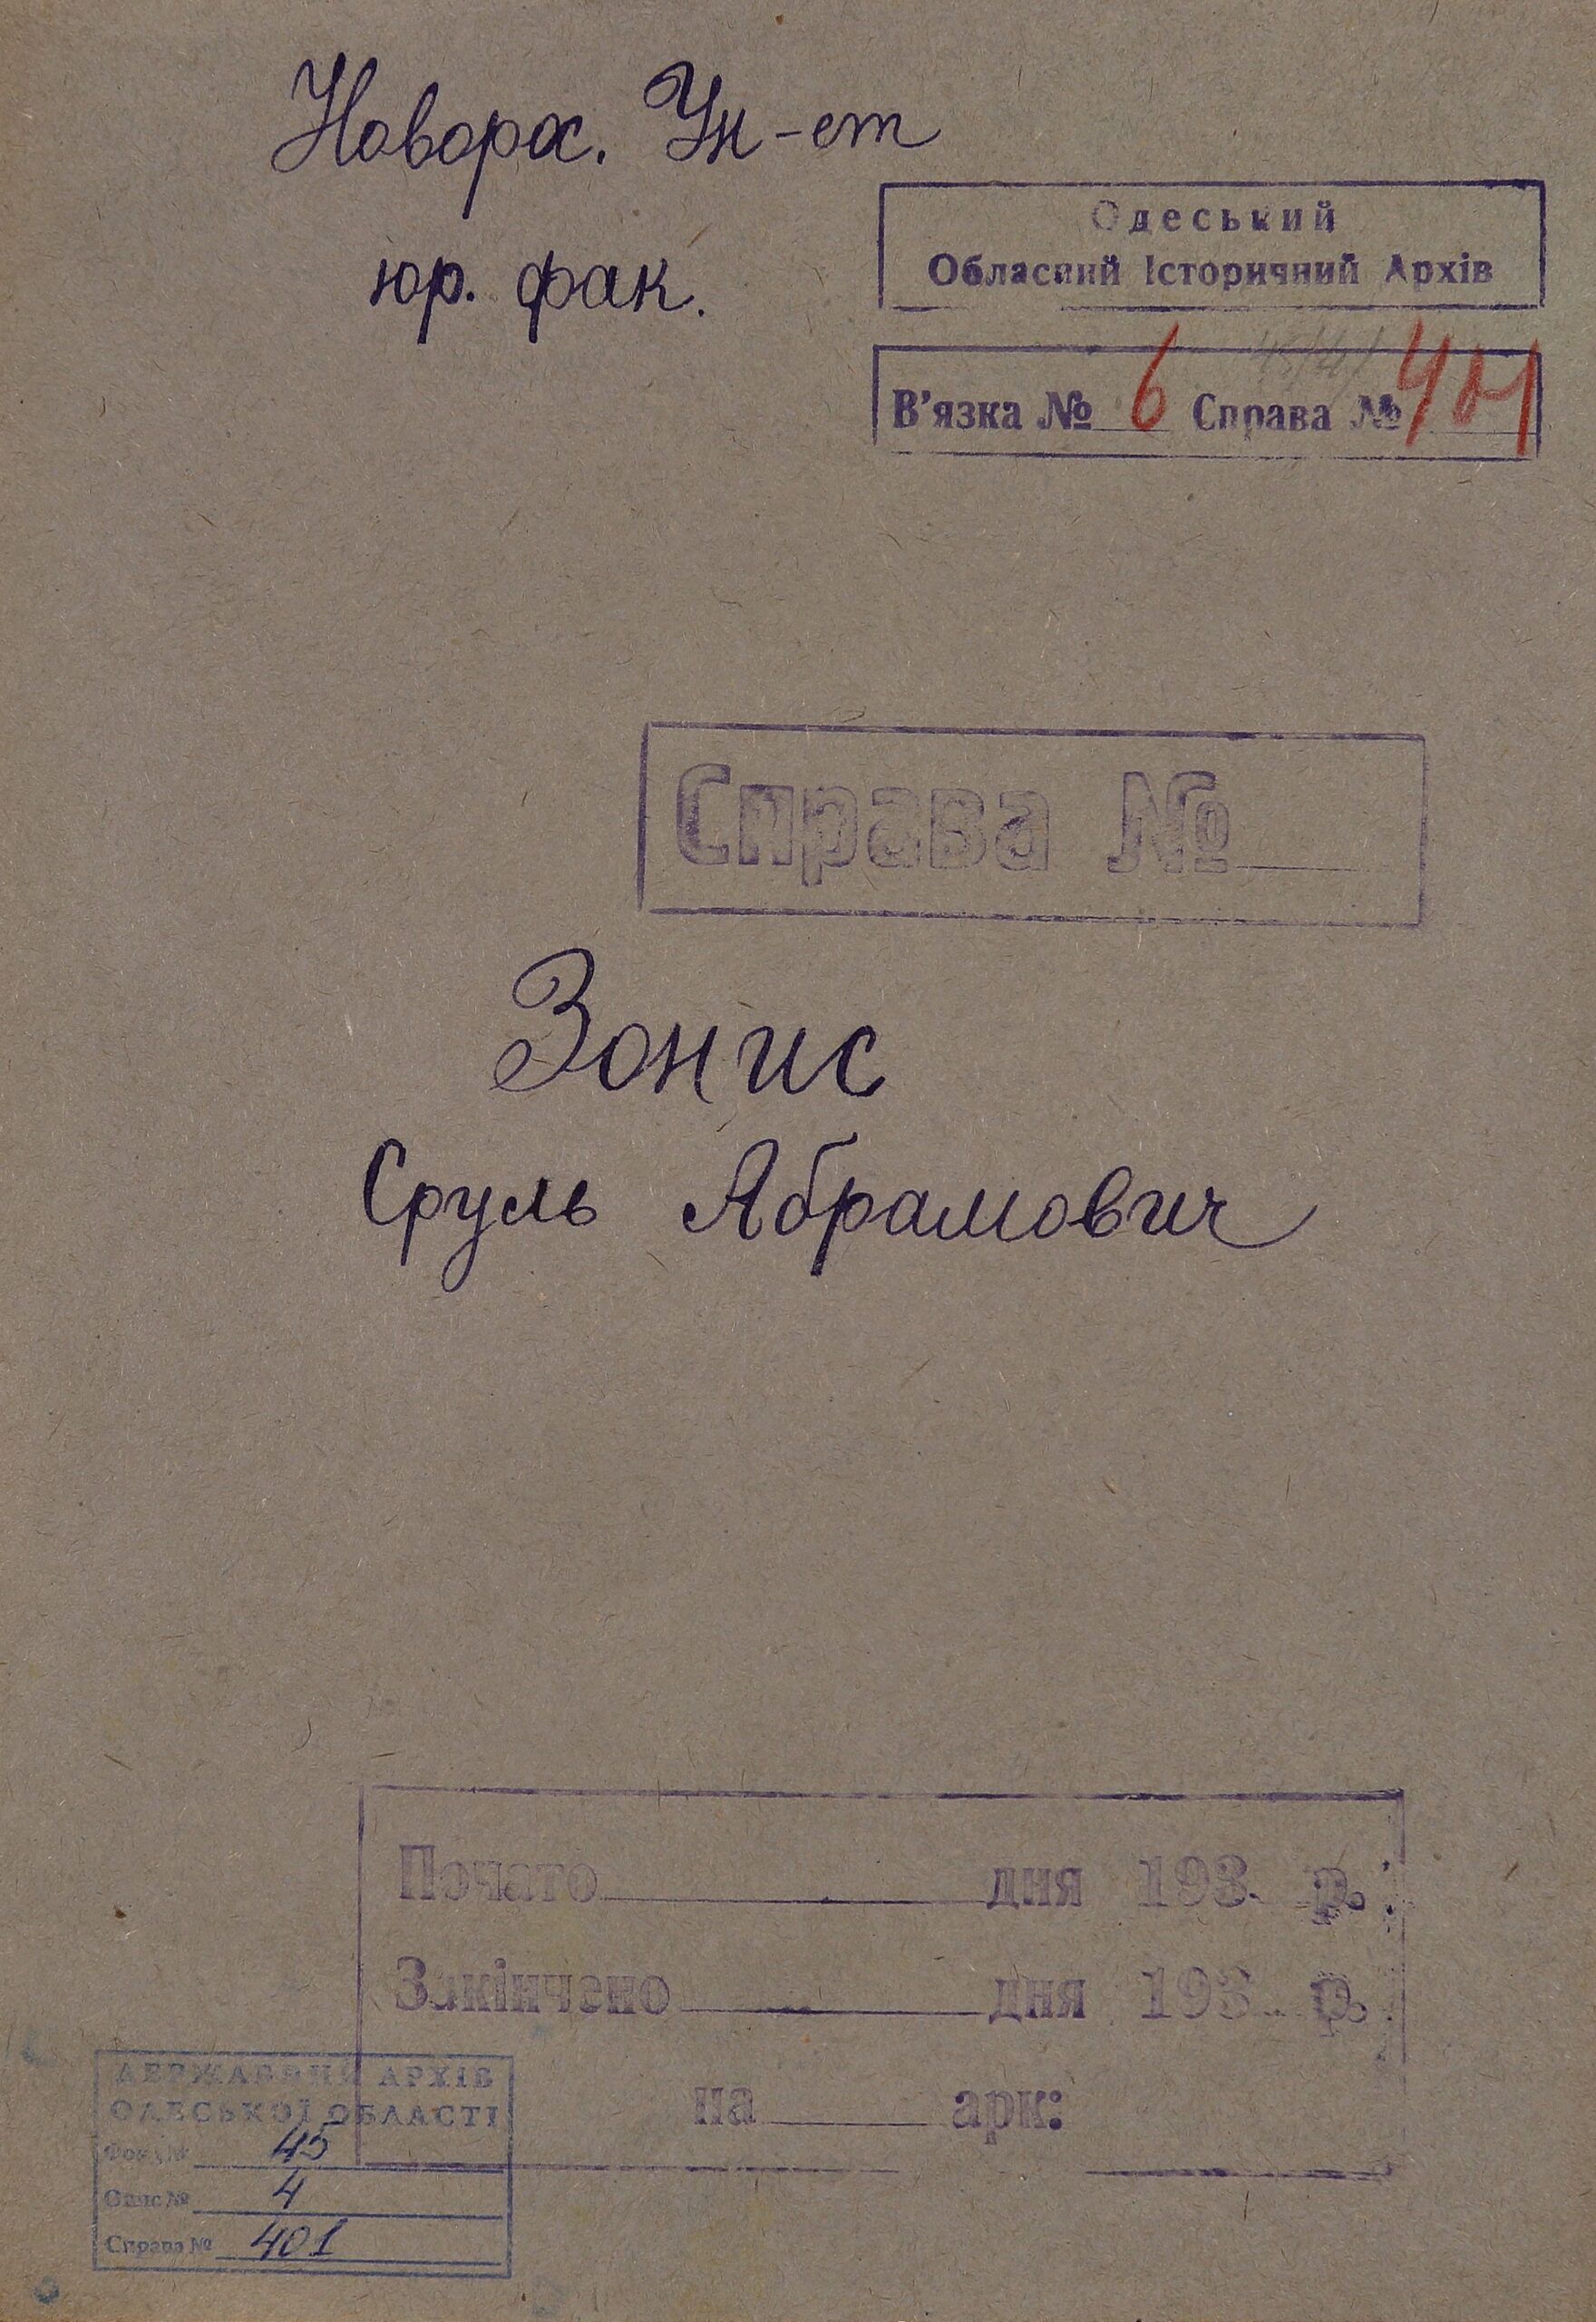 Новорос. Ун-ет
юр. фак.
Одеський
Обласний Історичний Архів
В'язка № 6 Справа № 401
Справа №
Зонис
Сруль Абрамович
Почато дня 193 р.
Закінчено дня 193 р.
на арк:
ДЕРЖАВНИЙ АРХІВ
ОДЕСЬКОЇ ОБЛАСТІ
Фонд № 45
Опис № 4
Справа № 401